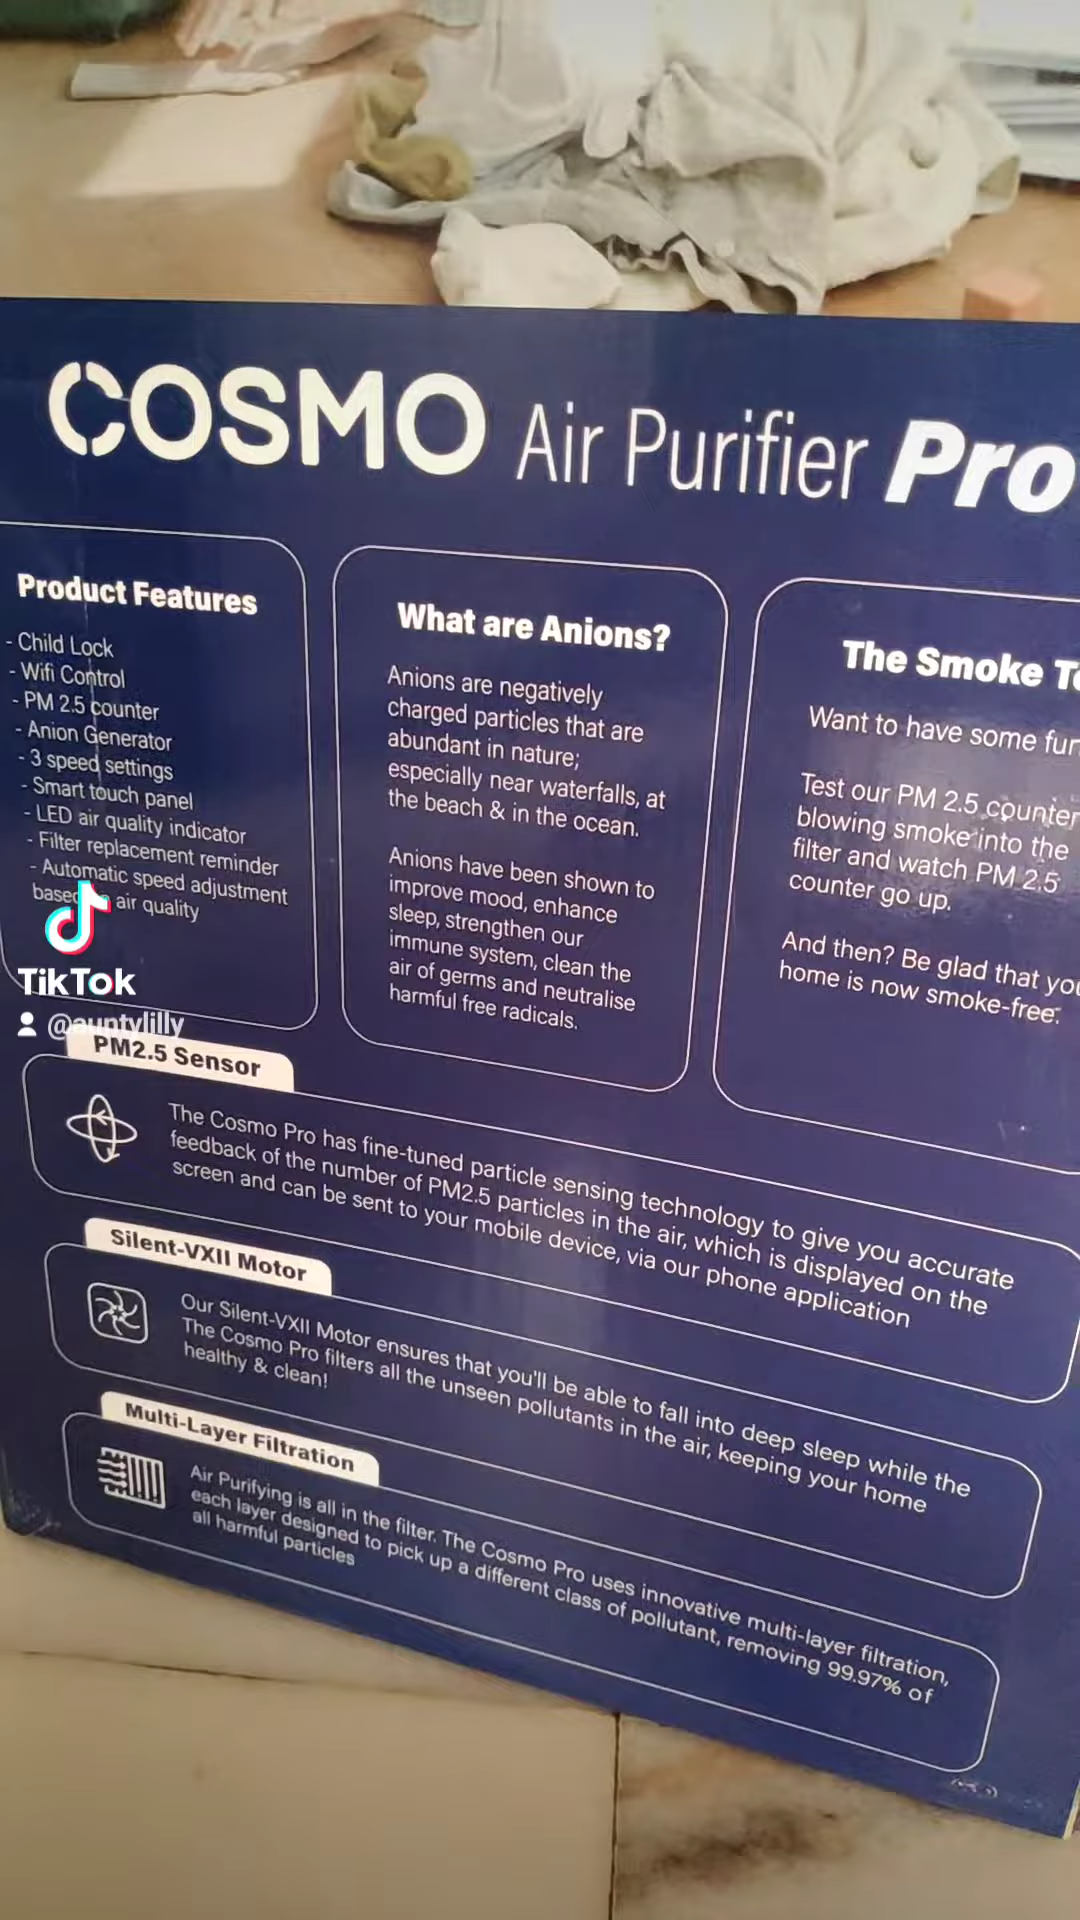 COSMO Air Purifier Pro
Product Features
- Child Lock
- Wifi Control
- PM 2.5 counter
- Anion Generator
- 3 speed settings
- Smart touch panel
- LED air quality indicator
- Filter replacement reminder
- Automatic speed adjustment
air quality
What are Anions?
Anions are negatively
charged particles that are
abundant in nature;
especially near waterfalls, at
the beach & in the ocean.
Anions have been shown to
improve mood, enhance
sleep, strengthen our
immune system, clean the
air of germs and neutralise
harmful free radicals.
The Smoke
Want to have some
Test our PM 2.5 counter
blowing smoke into the
filter and watch PM 2.5
counter go up.
And then? Be glad that
home is now smoke-free.
TikTok
@auntylilly
PM2.5 Sensor
The Cosmo Pro has fine-tuned particle sensing technology to give you accurate
feedback of the number of PM2.5 particles in the air, which is displayed on the
screen and can be sent to your mobile device, via our phone application
Silent-VXII Motor
Our Silent-VXII Motor ensures that you'll be able to fall into deep sleep while the
The Cosmo Pro filters all the unseen pollutants in the air, keeping your home
healthy & clean!
Multi-Layer Filtration
Air Purifying is all in the filter. The Cosmo Pro uses innovative multi-layer filtration,
each layer designed to pick up a different class of pollutant, removing 99.97% of
all harmful particles